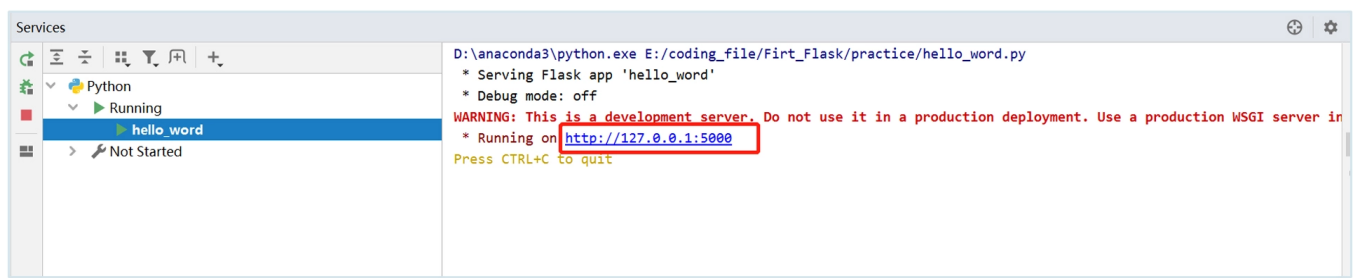 Services
Python
Running
hello_word
Not Started
D:\anaconda3\python.exe E:/coding_file/Firt_Flask/practice/hello_word.py
* Serving Flask app 'hello_word'
* Debug mode: off
WARNING: This is a development server. Do not use it in a production deployment. Use a production WSGI server in
* Running on http://127.0.0.1:5000
Press CTRL+C to quit